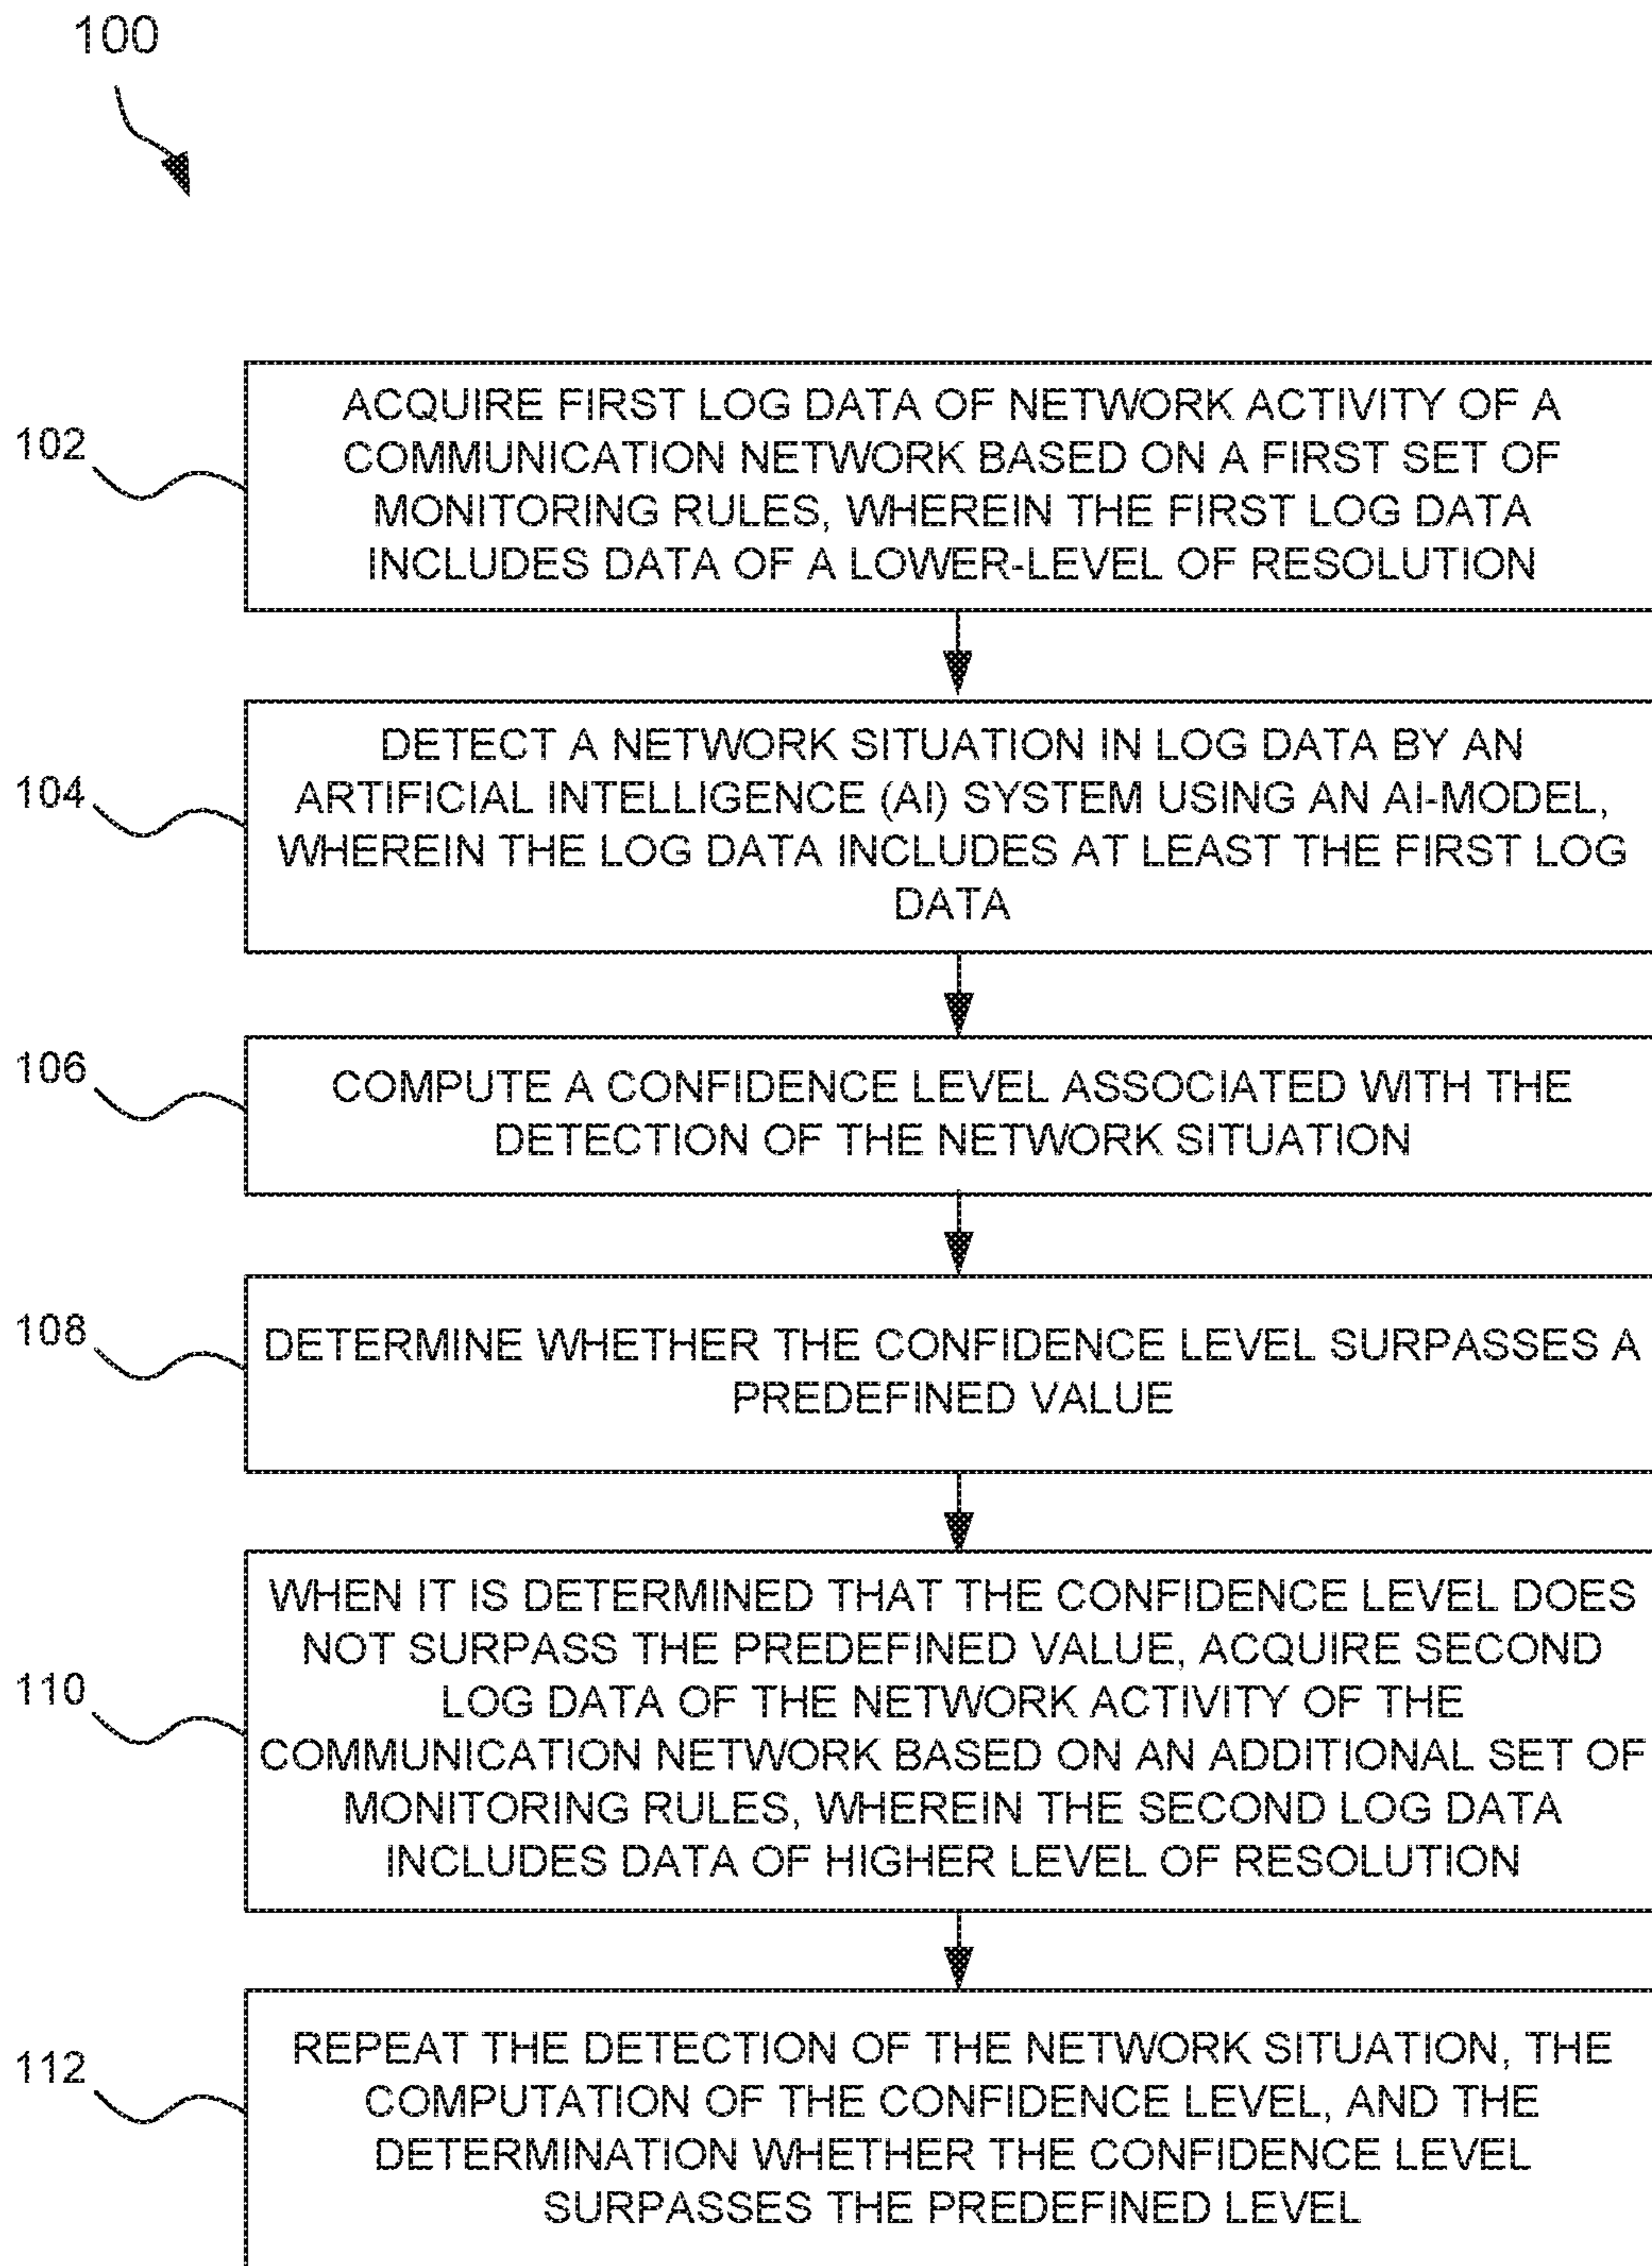 100
102
ACQUIRE FIRST LOG DATA OF NETWORK ACTIVITY OF A
COMMUNICATION NETWORK BASED ON A FIRST SET OF
MONITORING RULES, WHEREIN THE FIRST LOG DATA
INCLUDES DATA OF A LOWER-LEVEL OF RESOLUTION
104
DETECT A NETWORK SITUATION IN LOG DATA BY AN
ARTIFICIAL INTELLIGENCE (AI) SYSTEM USING AN AI-MODEL,
WHEREIN THE LOG DATA INCLUDES AT LEAST THE FIRST LOG
DATA
106
COMPUTE A CONFIDENCE LEVEL ASSOCIATED WITH THE
DETECTION OF THE NETWORK SITUATION
108
DETERMINE WHETHER THE CONFIDENCE LEVEL SURPASSES A
PREDEFINED VALUE
110
WHEN IT IS DETERMINED THAT THE CONFIDENCE LEVEL DOES
NOT SURPASS THE PREDEFINED VALUE, ACQUIRE SECOND
LOG DATA OF THE NETWORK ACTIVITY OF THE
COMMUNICATION NETWORK BASED ON AN ADDITIONAL SET OF
MONITORING RULES, WHEREIN THE SECOND LOG DATA
INCLUDES DATA OF HIGHER LEVEL OF RESOLUTION
112
REPEAT THE DETECTION OF THE NETWORK SITUATION, THE
COMPUTATION OF THE CONFIDENCE LEVEL, AND THE
DETERMINATION WHETHER THE CONFIDENCE LEVEL
SURPASSES THE PREDEFINED LEVEL